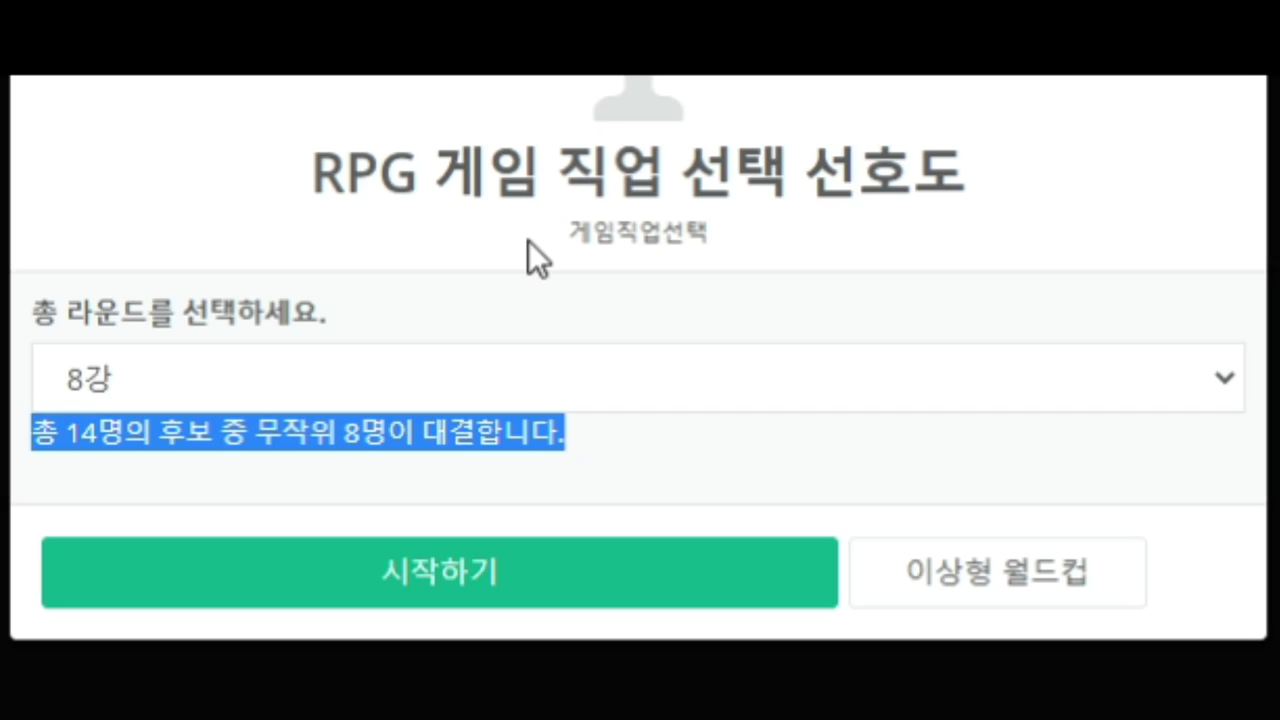 RPG 게임 직업 선택 선호도
게임직업선택
총 라운드를 선택하세요.
8강
총 14명의 후보 중 무작위 8명이 대결합니다.
시작하기
이상형 월드컵